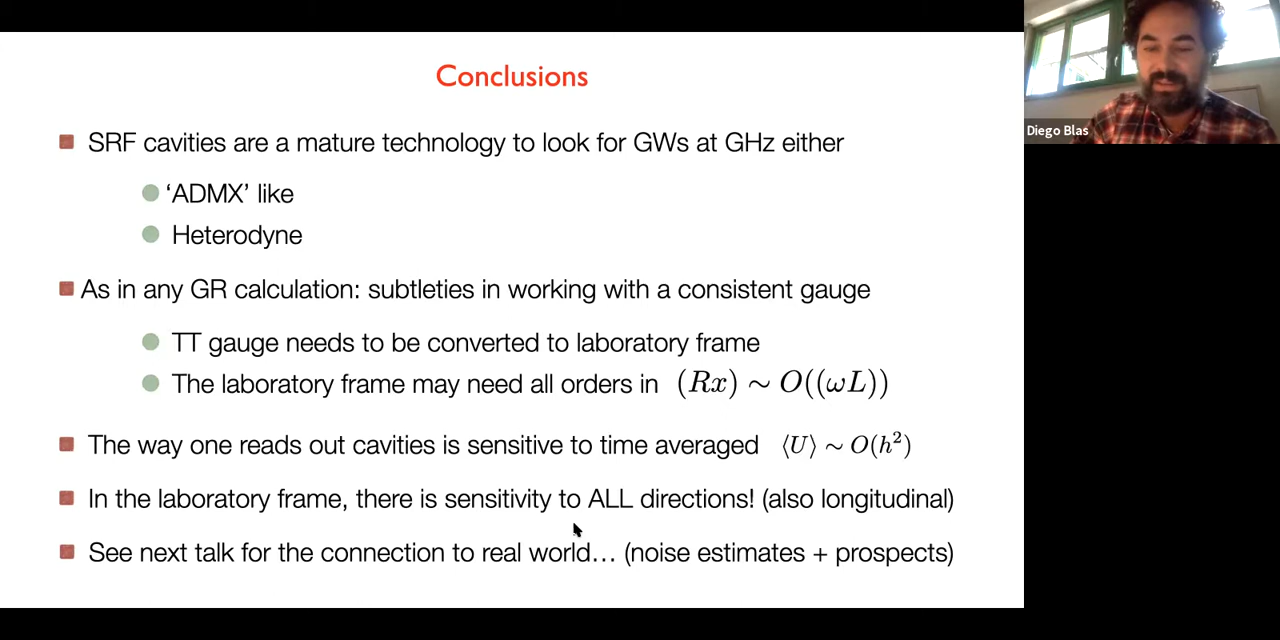 Conclusions
SRF cavities are a mature technology to look for GWs at GHz either
‘ADMX’ like
Heterodyne
As in any GR calculation: subtleties in working with a consistent gauge
TT gauge needs to be converted to laboratory frame
The laboratory frame may need all orders in (Rx) ∼ O((ωL))
The way one reads out cavities is sensitive to time averaged ⟨U⟩ ∼ O(h²)
In the laboratory frame, there is sensitivity to ALL directions! (also longitudinal)
See next talk for the connection to real world… (noise estimates + prospects)
Diego Blas